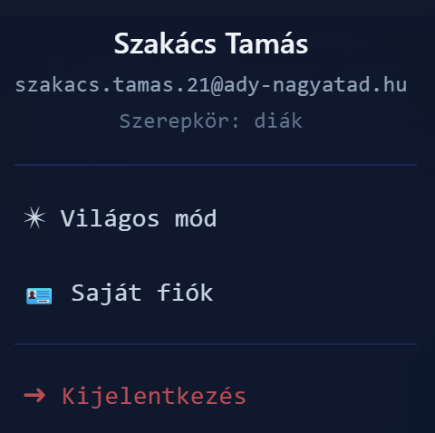 Szakács Tamás
szakacs.tamas.21@ady-nagyatad.hu
Szerepkör: diák
Világos mód
Saját fiók
Kijelentkezés